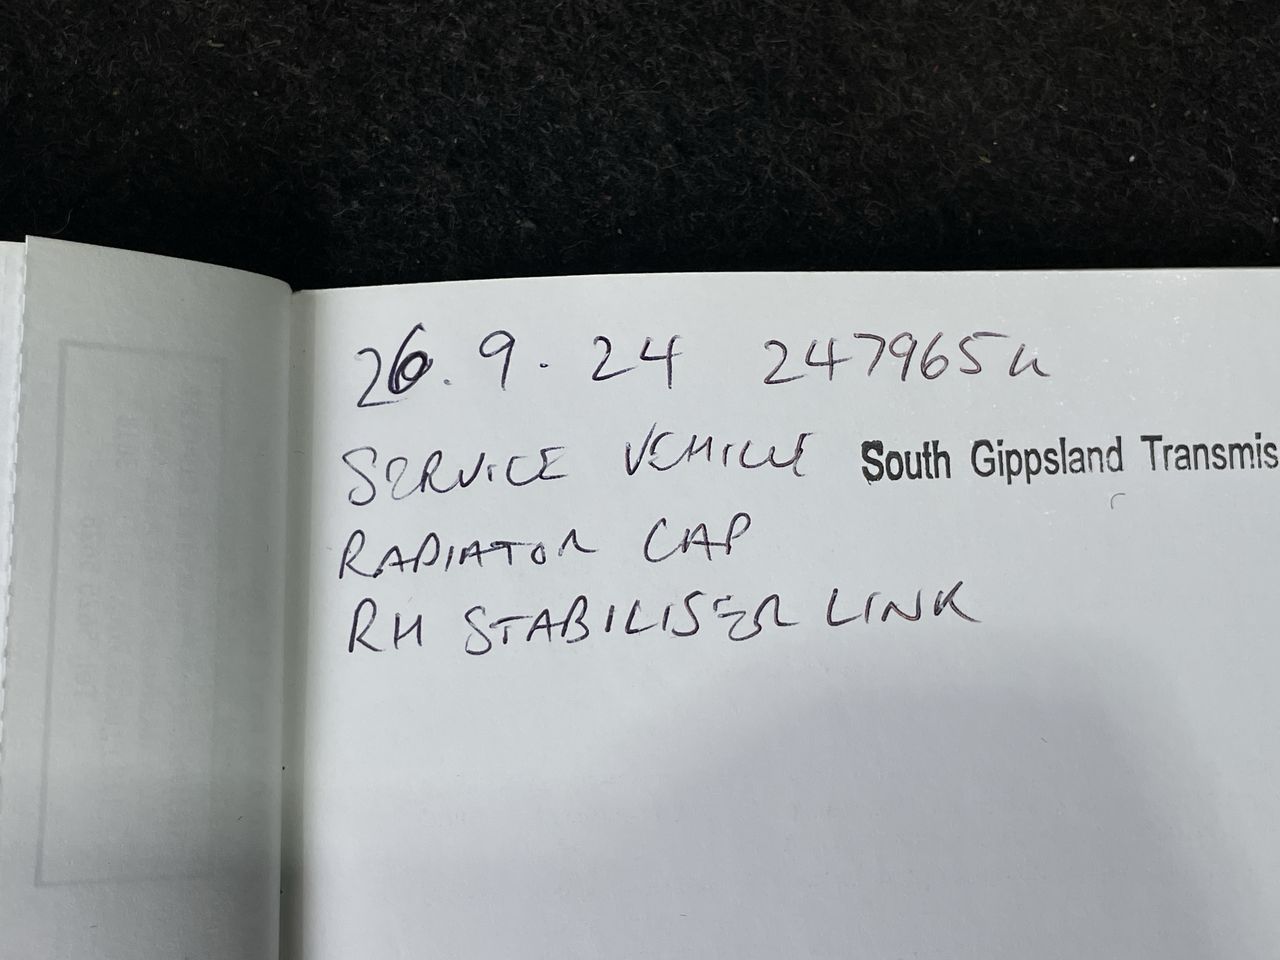 26.9.24 247965k
SERVICE VEHICLE South Gippsland Transmis
RADIATOR CAP
RH STABILISER LINK